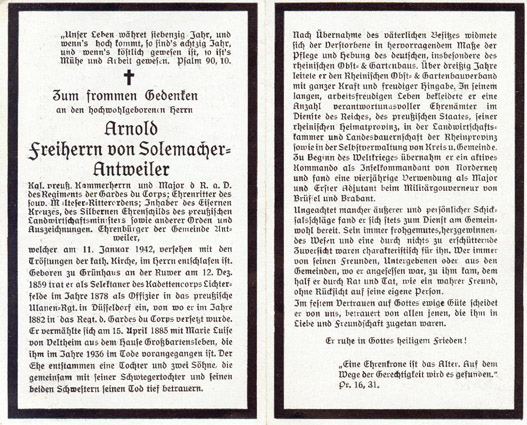 „Unser Leben währet siebenzig Jahr, und
wenn's hoch kommt, so sind's achtzig Jahr,
und wenn's köstlich gewesen ist, so ist's
Mühe und Arbeit gewesen. Psalm 90, 10.
Zum frommen Gedenken
an den hochwohlgeborenen Herrn
Arnold
Freiherrn von Solemacher-
Antweiler
Kgl. preuß. Kammerherrn und Major d R. a. D.
des Regiments der Gardes du Corps; Ehrenritter des
souv. Malteser-Ritterordens; Inhaber des Eisernen
Kreuzes, des Silbernen Ehrenschilds des preußischen
Landwirtschaftsministers sowie anderer Orden und
Auszeichnungen. Ehrenbürger der Gemeinde Ant-
weiler,
welcher am 11. Januar 1942, versehen mit den
Tröstungen der kath. Kirche, im Herrn entschlafen ist.
Geboren zu Grünhaus an der Ruwer am 12. Dez.
1859 trat er als Selektaner des Kadettencorps Lichter-
felde im Jahre 1878 als Offizier in das preußische
Ulanen-Rgt. in Düsseldorf ein, von wo er im Jahre
1882 in das Regt. d. Gardes du Corps versetzt wurde.
Er vermählte sich am 15. April 1885 mit Marie Luise
von Veltheim aus dem Hause Großbartensleben, die
ihm im Jahre 1936 im Tode vorangegangen ist. Der
Ehe entstammen eine Tochter und zwei Söhne, die
gemeinsam mit seiner Schwiegertochter und seinen
beiden Schwestern seinen Tod tief betrauern.
Nach Übernahme des väterlichen Besitzes widmete
sich der Verstorbene in hervorragendem Maße der
Pflege und Hebung des deutschen, insbesondere des
rheinischen Obst- & Gartenbaus. Über dreißig Jahre
leitete er den Rheinischen Obst- & Gartenbauverband
mit ganzer Kraft und freudiger Hingabe. In seinem
langen, arbeitsfreudigen Leben bekleidete er eine
Anzahl verantwortungsvoller Ehrenämter im
Dienste des Reiches, des preußischen Staates, seiner
rheinischen Heimatprovinz, in der Landwirtschafts-
kammer und Landesbauernschaft der Rheinprovinz
sowie in der Selbstverwaltung von Kreis u. Gemeinde.
Zu Beginn des Weltkriegs übernahm er ein aktives
Kommando als Inselkommandant von Norderney
und fand eine vierjährige Verwendung als Major
und Erster Adjutant beim Militärgouverneur von
Brüssel und Brabant.
Ungeachtet mancher äußerer und persönlicher Schick-
salsschläge fand er sich stets zum Dienst am Gemein-
wohl bereit. Sein immer frohgemutes, herzgewinnen-
des Wesen und eine durch nichts zu erschütternde
Zuversicht waren charakteristisch für ihn, und immer
wer von seinen Freunden, Untergebenen oder aus den
Gemeinden, wo er angesessen war, zu ihm kam, dem
half er durch Rat und Tat, wie ein wahrer Freund,
ohne Rücksicht auf seine eigene Person.
Im festen Vertrauen auf Gottes ewige Güte scheidet
er von uns, betrauert von allen jenen, die ihm in
Liebe und Freundschaft zugetan waren.
Er ruhe in Gottes heiligem Frieden!
„Eine Ehrenkrone ist das Alter. Auf dem
Wege der Gerechtigkeit wird es gefunden."
Pr. 16, 31.